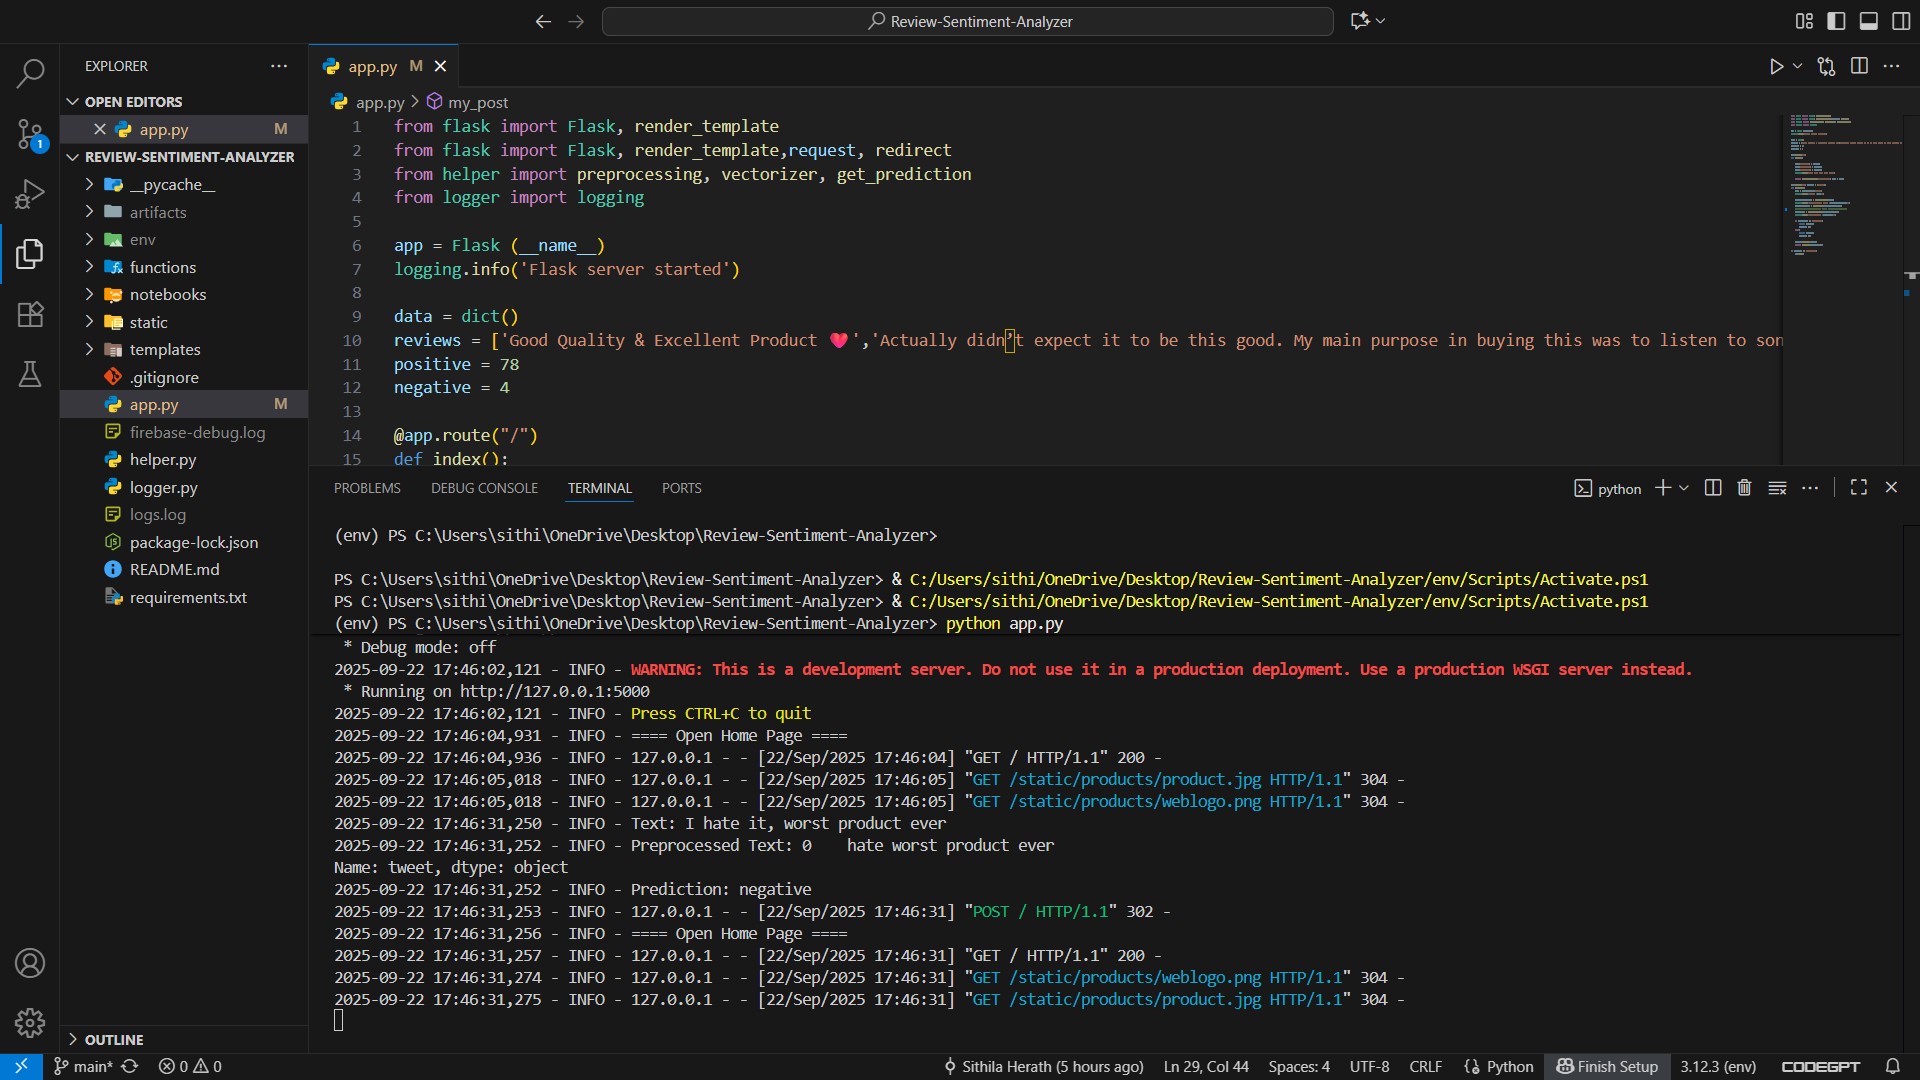 Review-Sentiment-Analyzer
EXPLORER
OPEN EDITORS
app.py M
REVIEW-SENTIMENT-ANALYZER
__pycache__
artifacts
env
functions
notebooks
static
templates
.gitignore
app.py M
firebase-debug.log
helper.py
logger.py
logs.log
package-lock.json
README.md
requirements.txt
OUTLINE
app.py M
app.py > my_post
1 from flask import Flask, render_template
2 from flask import Flask, render_template,request, redirect
3 from helper import preprocessing, vectorizer, get_prediction
4 from logger import logging
5
6 app = Flask (__name__)
7 logging.info('Flask server started')
8
9 data = dict()
10 reviews = ['Good Quality & Excellent Product ❤️','Actually didn’t expect it to be this good. My main purpose in buying this was to listen to son
11 positive = 78
12 negative = 4
13
14 @app.route("/")
15 def index():
PROBLEMS DEBUG CONSOLE TERMINAL PORTS
python
(env) PS C:\Users\sithi\OneDrive\Desktop\Review-Sentiment-Analyzer>
PS C:\Users\sithi\OneDrive\Desktop\Review-Sentiment-Analyzer> & C:/Users/sithi/OneDrive/Desktop/Review-Sentiment-Analyzer/env/Scripts/Activate.ps1
PS C:\Users\sithi\OneDrive\Desktop\Review-Sentiment-Analyzer> & C:/Users/sithi/OneDrive/Desktop/Review-Sentiment-Analyzer/env/Scripts/Activate.ps1
(env) PS C:\Users\sithi\OneDrive\Desktop\Review-Sentiment-Analyzer> python app.py
* Debug mode: off
2025-09-22 17:46:02,121 - INFO - WARNING: This is a development server. Do not use it in a production deployment. Use a production WSGI server instead.
* Running on http://127.0.0.1:5000
2025-09-22 17:46:02,121 - INFO - Press CTRL+C to quit
2025-09-22 17:46:04,931 - INFO - ==== Open Home Page ====
2025-09-22 17:46:04,936 - INFO - 127.0.0.1 - - [22/Sep/2025 17:46:04] "GET / HTTP/1.1" 200 -
2025-09-22 17:46:05,018 - INFO - 127.0.0.1 - - [22/Sep/2025 17:46:05] "GET /static/products/product.jpg HTTP/1.1" 304 -
2025-09-22 17:46:05,018 - INFO - 127.0.0.1 - - [22/Sep/2025 17:46:05] "GET /static/products/weblogo.png HTTP/1.1" 304 -
2025-09-22 17:46:31,250 - INFO - Text: I hate it, worst product ever
2025-09-22 17:46:31,252 - INFO - Preprocessed Text: 0    hate worst product ever
Name: tweet, dtype: object
2025-09-22 17:46:31,252 - INFO - Prediction: negative
2025-09-22 17:46:31,253 - INFO - 127.0.0.1 - - [22/Sep/2025 17:46:31] "POST / HTTP/1.1" 302 -
2025-09-22 17:46:31,256 - INFO - ==== Open Home Page ====
2025-09-22 17:46:31,257 - INFO - 127.0.0.1 - - [22/Sep/2025 17:46:31] "GET / HTTP/1.1" 200 -
2025-09-22 17:46:31,274 - INFO - 127.0.0.1 - - [22/Sep/2025 17:46:31] "GET /static/products/weblogo.png HTTP/1.1" 304 -
2025-09-22 17:46:31,275 - INFO - 127.0.0.1 - - [22/Sep/2025 17:46:31] "GET /static/products/product.jpg HTTP/1.1" 304 -
main* 0 0 Sithila Herath (5 hours ago) Ln 29, Col 44 Spaces: 4 UTF-8 CRLF Python Finish Setup 3.12.3 (env) CODEGPT